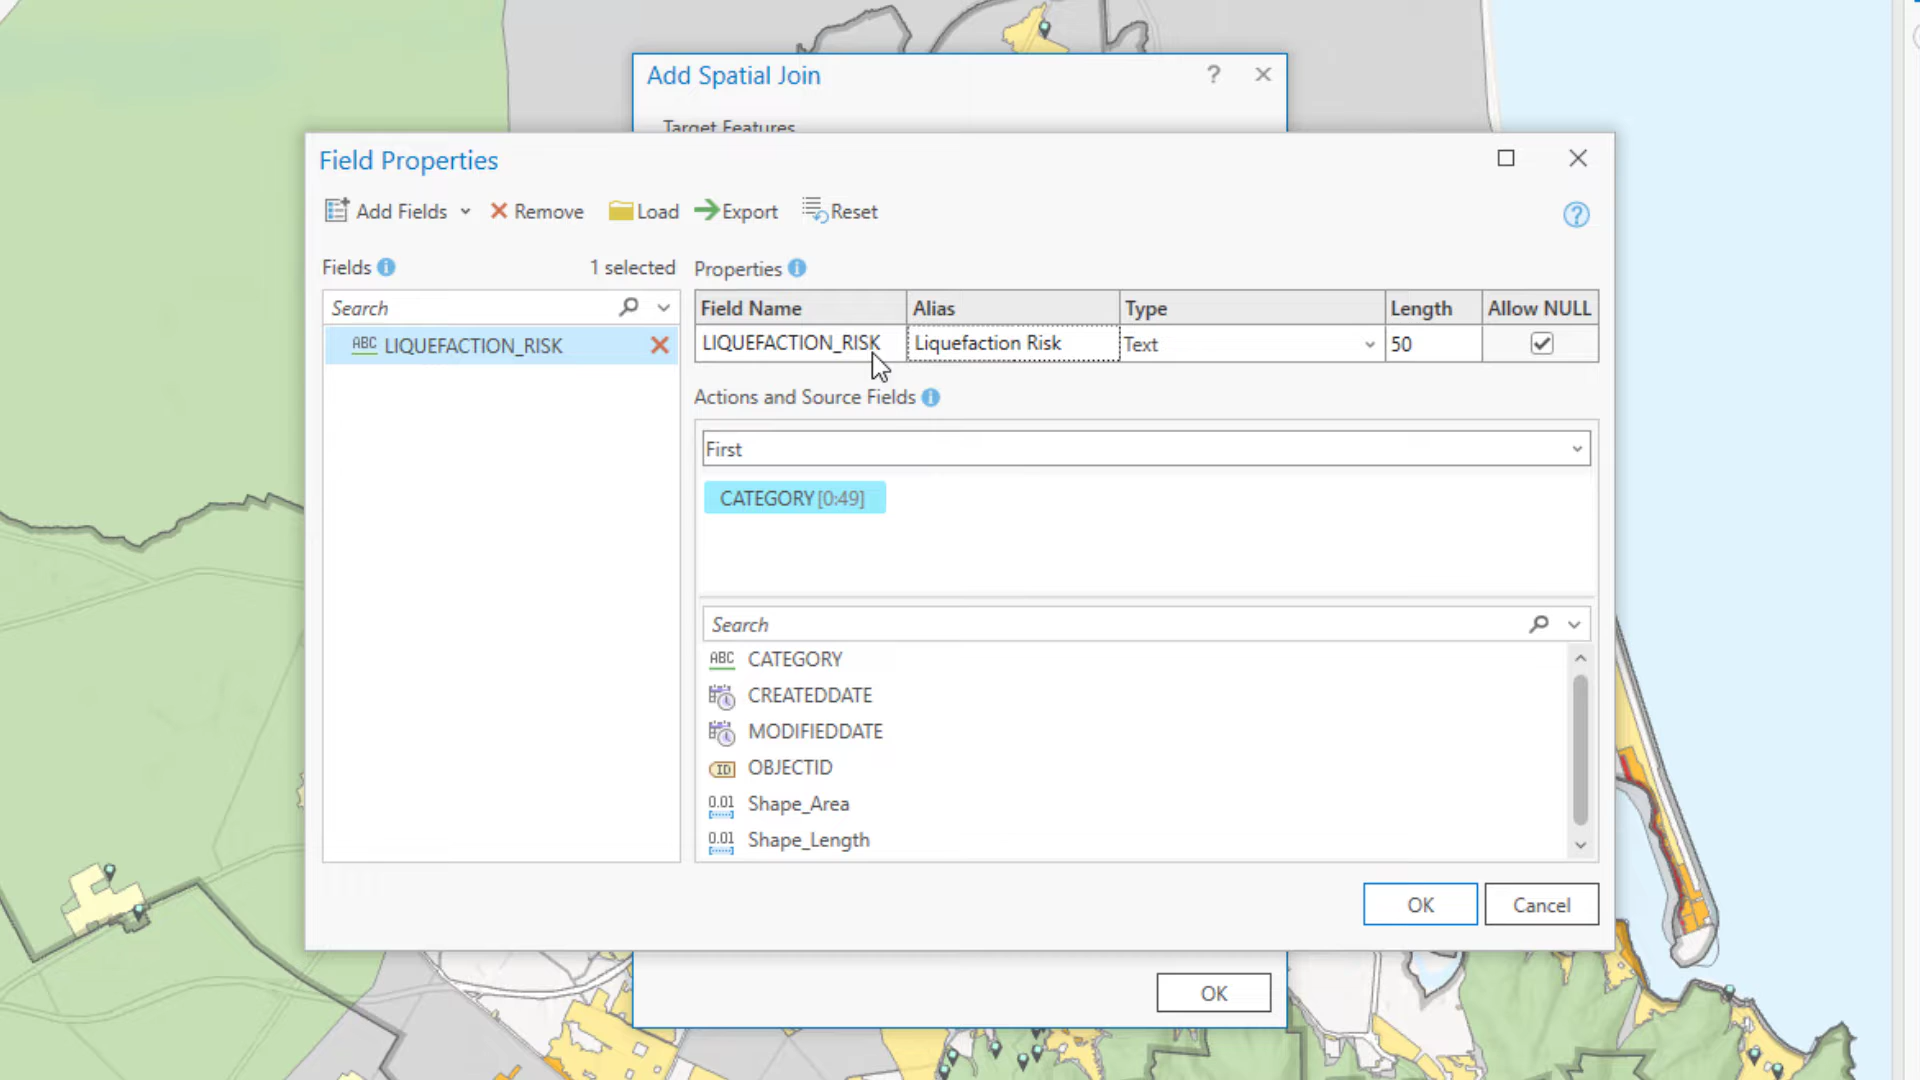 Add Spatial Join
?
Target Features
Field Properties
Add Fields Remove Load Export Reset
?
Fields 1 selected
Properties
Search
Field Name Alias Type Length Allow NULL
ABC LIQUEFACTION_RISK
LIQUEFACTION_RISK Liquefaction Risk Text 50
Actions and Source Fields
First
CATEGORY [0:49]
Search
ABC CATEGORY
CREATEDDATE
MODIFIEDDATE
ID OBJECTID
0.01 Shape_Area
0.01 Shape_Length
OK Cancel
OK